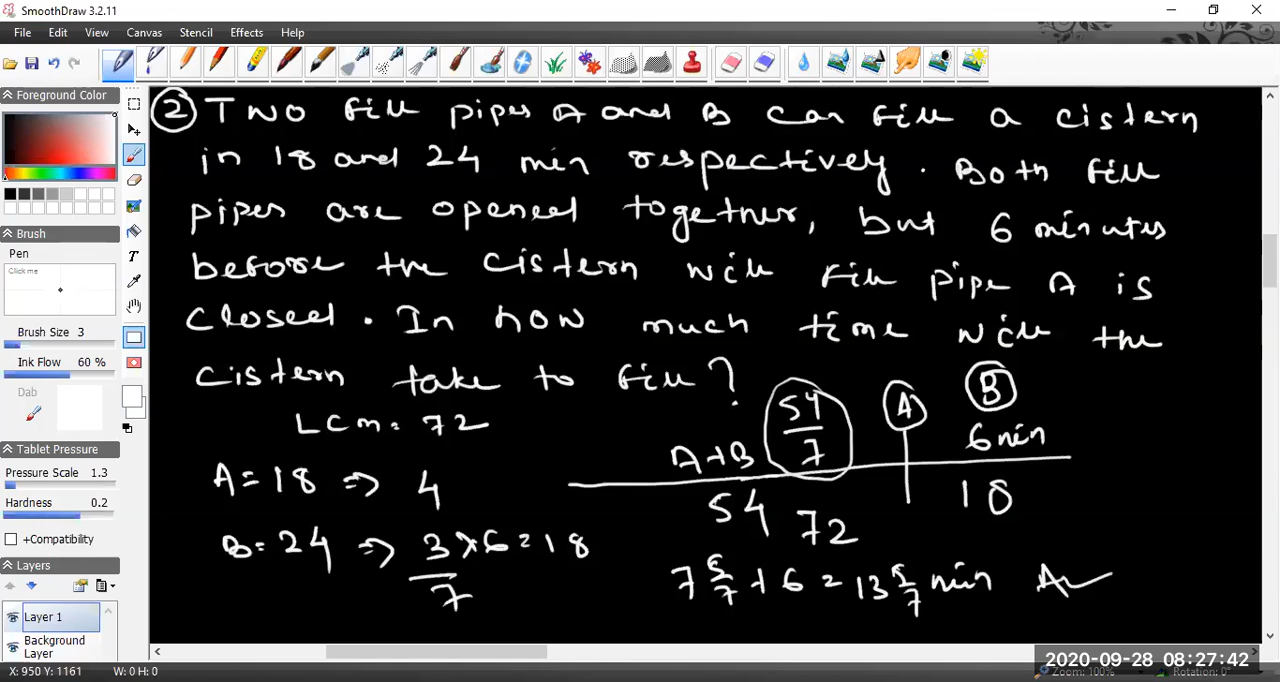 SmoothDraw 3.2.11
File Edit View Canvas Stencil Effects Help
Foreground Color
Brush
Pen
Click me
Brush Size 3
Ink Flow 60 %
Dab
Tablet Pressure
Pressure Scale 1.3
Hardness 0.2
+Compatibility
Layers
Layer 1
Background Layer
2 Two fill pipes A and B can fill a cistern
in 18 and 24 min respectively. Both fill
pipes are opened together, but 6 minutes
before the cistern will fill pipe A is
closed. In how much time will the
cistern take to fill?
LCM = 72
A = 18 => 4
B = 24 => 3 x 6 = 18
7
A+B 54/7 A B
6 min
54 72 18
7 5/7 + 6 = 13 5/7 min
X: 950 Y: 1161 W: 0 H: 0
Zoom: 100% Rotation: 0°
2020-09-28 08:27:42